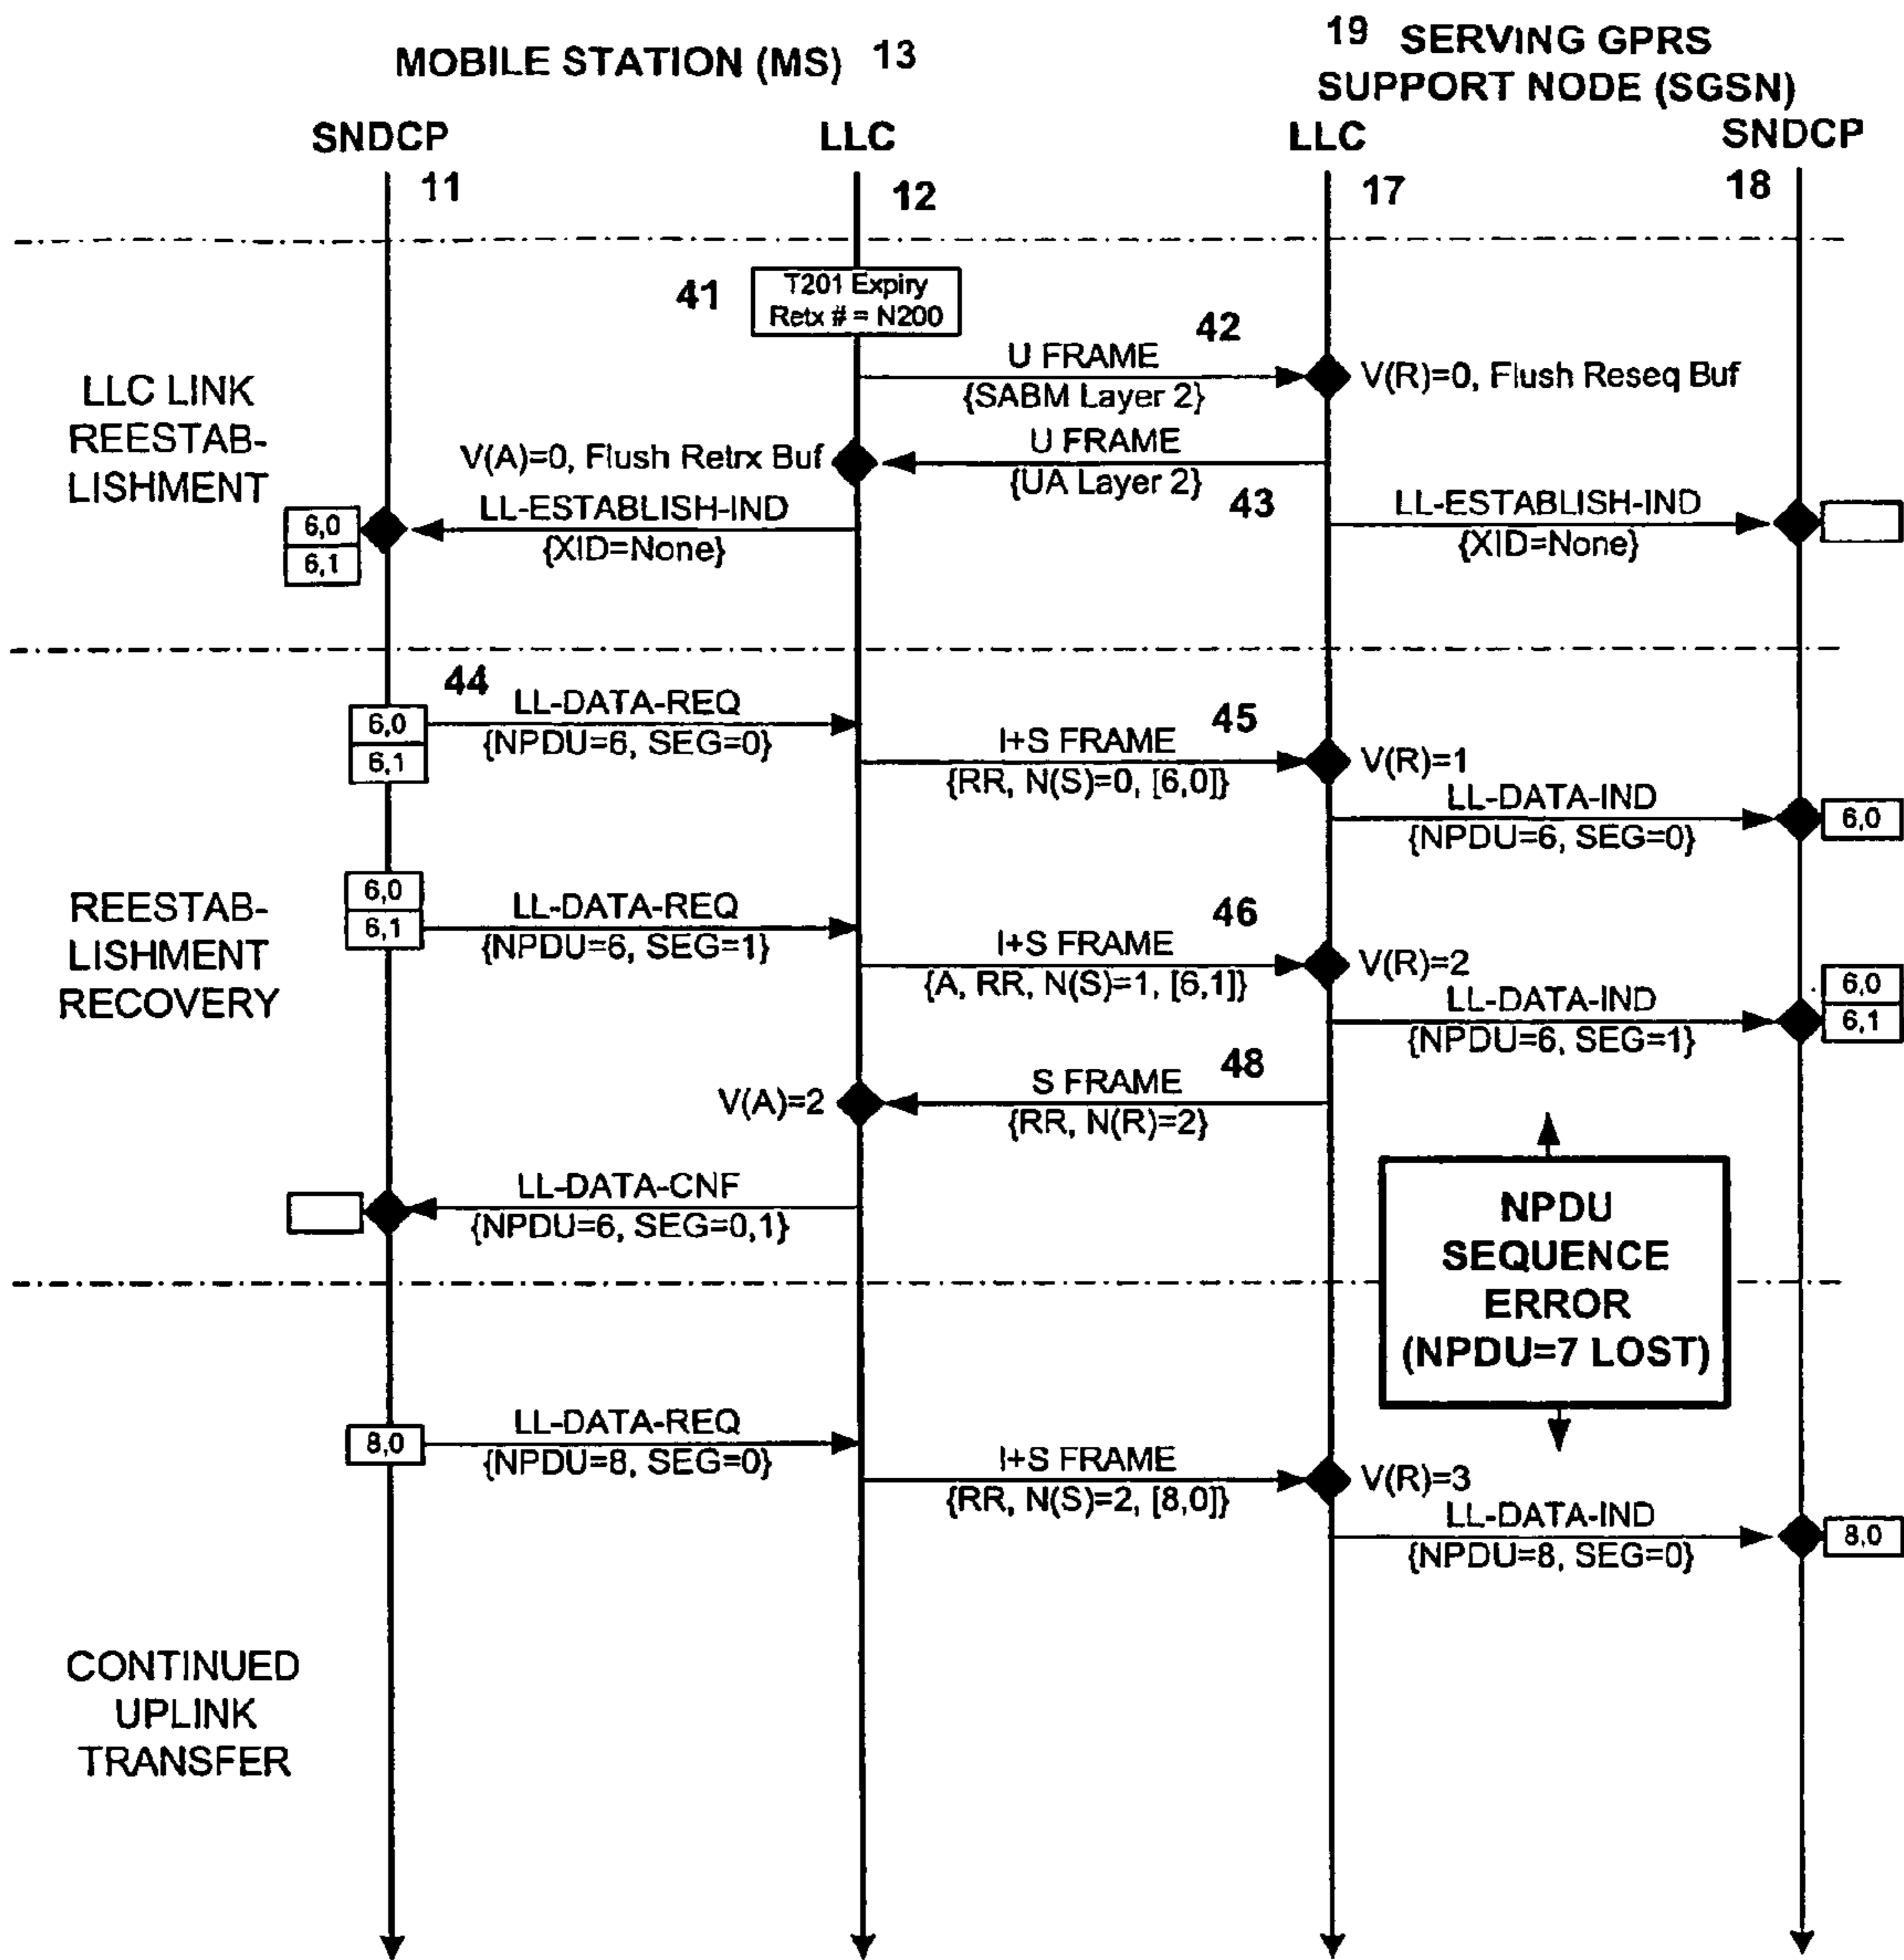 MOBILE STATION (MS) 13
19 SERVING GPRS
SUPPORT NODE (SGSN)
SNDCP
LLC
LLC
SNDCP
11
12
17
18
41
T201 Expiry
Retx # = N200
42
U FRAME
{SABM Layer 2}
V(R)=0, Flush Reseq Buf
LLC LINK
REESTAB-
LISHMENT
V(A)=0, Flush Retrx Buf
U FRAME
{UA Layer 2}
43
LL-ESTABLISH-IND
{XID=None}
6,0
6,1
LL-ESTABLISH-IND
{XID=None}
44
6,0
6,1
LL-DATA-REQ
{NPDU=6, SEG=0}
45
I+S FRAME
{RR, N(S)=0, [6,0]}
V(R)=1
LL-DATA-IND
{NPDU=6, SEG=0}
6,0
REESTAB-
LISHMENT
RECOVERY
6,0
6,1
LL-DATA-REQ
{NPDU=6, SEG=1}
46
I+S FRAME
{A, RR, N(S)=1, [6,1]}
V(R)=2
LL-DATA-IND
{NPDU=6, SEG=1}
6,0
6,1
48
V(A)=2
S FRAME
{RR, N(R)=2}
LL-DATA-CNF
{NPDU=6, SEG=0,1}
NPDU
SEQUENCE
ERROR
(NPDU=7 LOST)
8,0
LL-DATA-REQ
{NPDU=8, SEG=0}
I+S FRAME
{RR, N(S)=2, [8,0]}
V(R)=3
LL-DATA-IND
{NPDU=8, SEG=0}
8,0
CONTINUED
UPLINK
TRANSFER